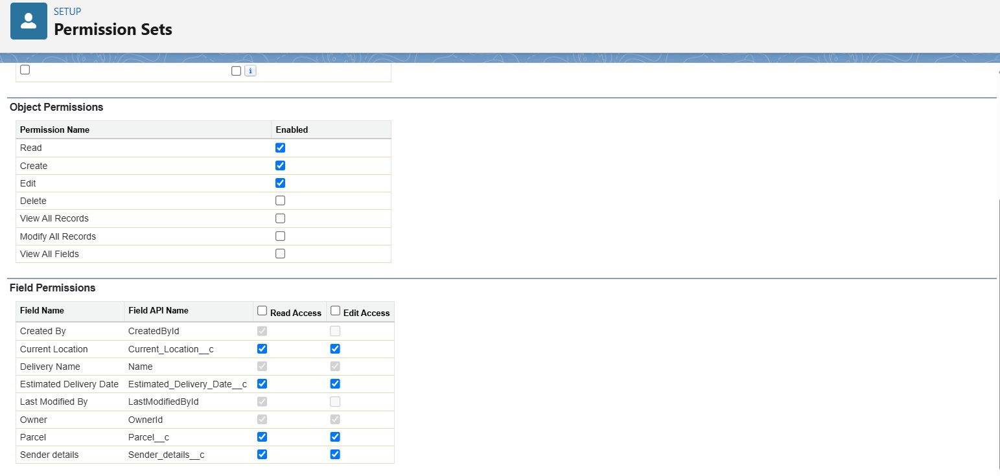 SETUP
Permission Sets
i
Object Permissions
Permission Name Enabled
Read
Create
Edit
Delete
View All Records
Modify All Records
View All Fields
Field Permissions
Field Name Field API Name Read Access Edit Access
Created By CreatedById
Current Location Current_Location__c
Delivery Name Name
Estimated Delivery Date Estimated_Delivery_Date__c
Last Modified By LastModifiedById
Owner OwnerId
Parcel Parcel__c
Sender details Sender_details__c